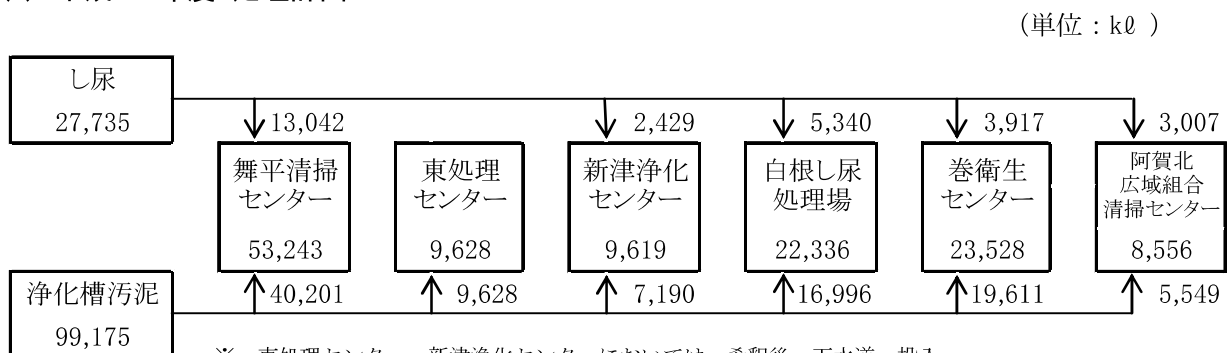 （単位：kℓ ）
し尿
27,735
13,042
2,429
5,340
3,917
3,007
舞平清掃
センター
53,243
東処理
センター
9,628
新津浄化
センター
9,619
白根し尿
処理場
22,336
巻衛生
センター
23,528
阿賀北
広域組合
清掃センター
8,556
浄化槽汚泥
99,175
40,201
9,628
7,190
16,996
19,611
5,549